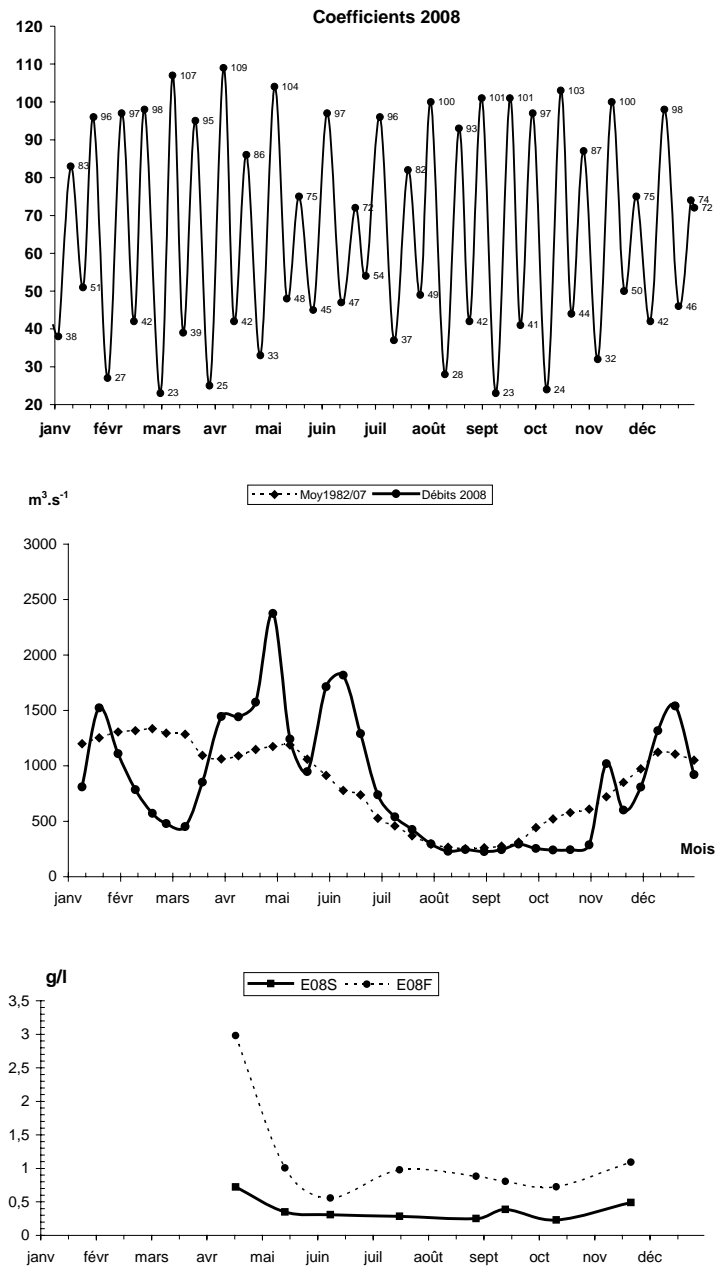 Coefficients 2008
120
110
100
90
80
70
60
50
40
30
20
38 83 51 96 27 97 42 98 23 107 39 95 25 109 42 86 33 104 48 75 45 97 47 72 54 96 37 82 49 100 28 93 42 101 23 101 41 97 24 103 44 87 32 100 50 75 42 98 46 74 72
janv févr mars avr mai juin juil août sept oct nov déc
m³.s⁻¹
Moy1982/07 Débits 2008
3000
2500
2000
1500
1000
500
0
Mois
janv févr mars avr mai juin juil août sept oct nov déc
g/l
E08S E08F
3,5
3
2,5
2
1,5
1
0,5
0
janv févr mars avr mai juin juil août sept oct nov déc